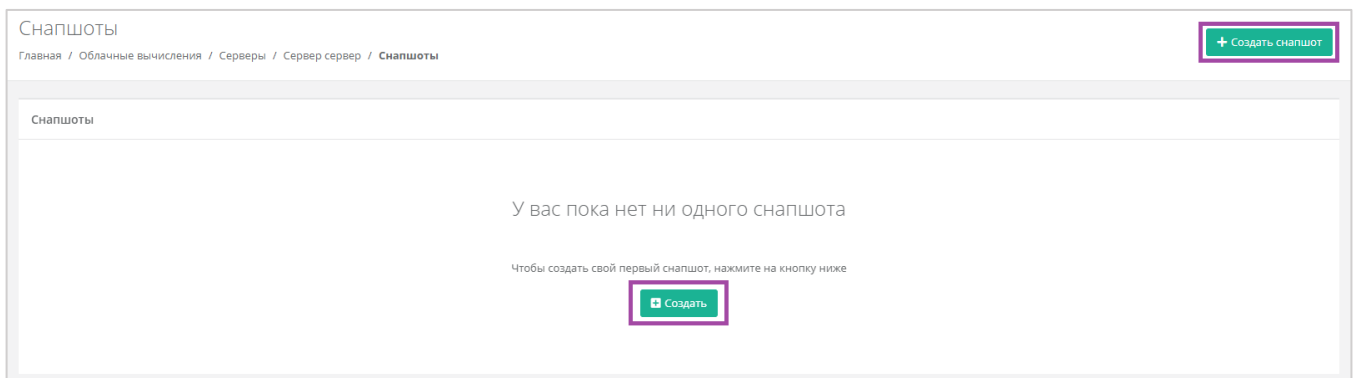 Снапшоты
+ Создать снапшот
Главная / Облачные вычисления / Серверы / Сервер сервер / Снапшоты
Снапшоты
У вас пока нет ни одного снапшота
Чтобы создать свой первый снапшот, нажмите на кнопку ниже
Создать